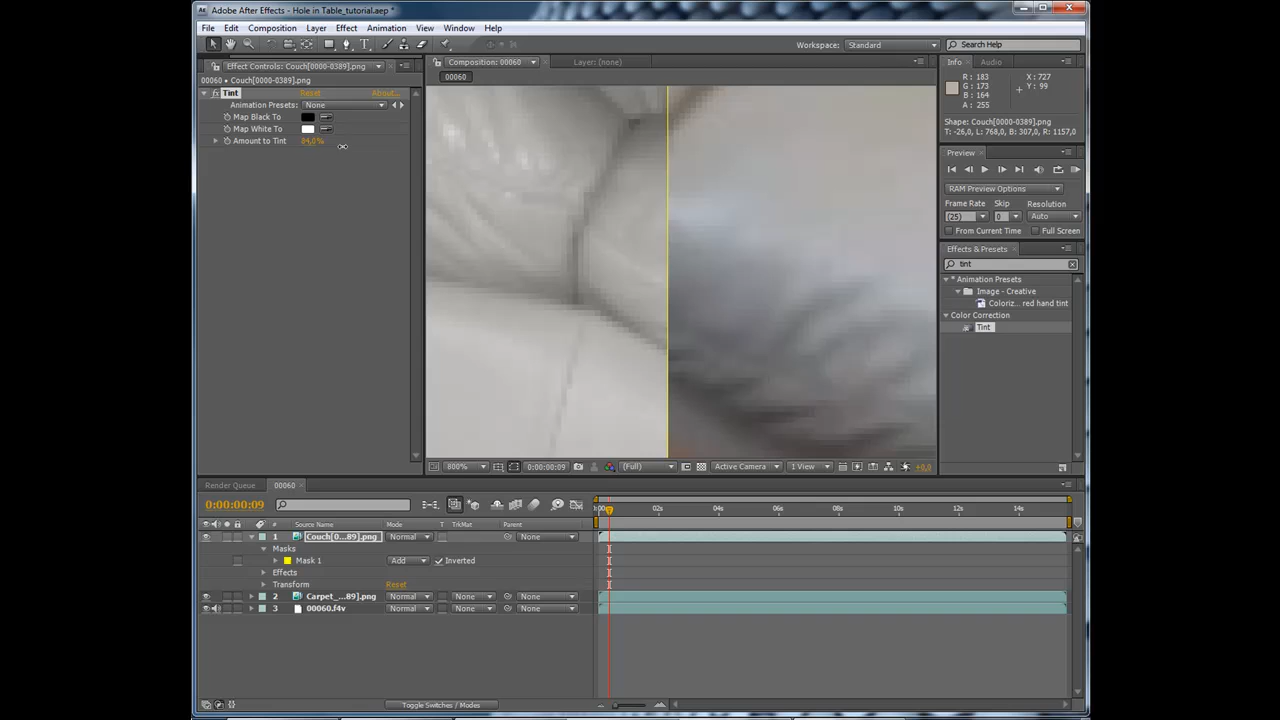 Adobe After Effects - Hole in Table_tutorial.aep *
File Edit Composition Layer Effect Animation View Window Help
Workspace: Standard Search Help
Effect Controls: Couch[0000-0389].png
Composition: 00060
Layer: (none)
Info Audio
00060 • Couch[0000-0389].png
00060
R : 183 X : 727
G : 173 Y : 99
B : 164
A : 255
fx Tint Reset About...
Animation Presets: None
Map Black To
Map White To
Amount to Tint 84,0%
Shape: Couch[0000-0389].png
T: -26,0, L: 768,0, B: 307,0, R: 1157,0
Preview
RAM Preview Options
Frame Rate Skip Resolution
(25) 0 Auto
From Current Time Full Screen
Effects & Presets
tint
* Animation Presets
Image - Creative
Coloriz... red hand tint
Color Correction
Tint
800% 0:00:00:09 (Full) Active Camera 1 View +0,0
Render Queue 00060
0:00:00:09
02s 04s 06s 08s 10s 12s 14s
# Source Name Mode T TrkMat Parent
1 Couch[0...89].png Normal None
Masks
Mask 1 Add Inverted
Effects
Transform Reset
2 Carpet_...89].png Normal None None
3 00060.f4v Normal None None
Toggle Switches / Modes